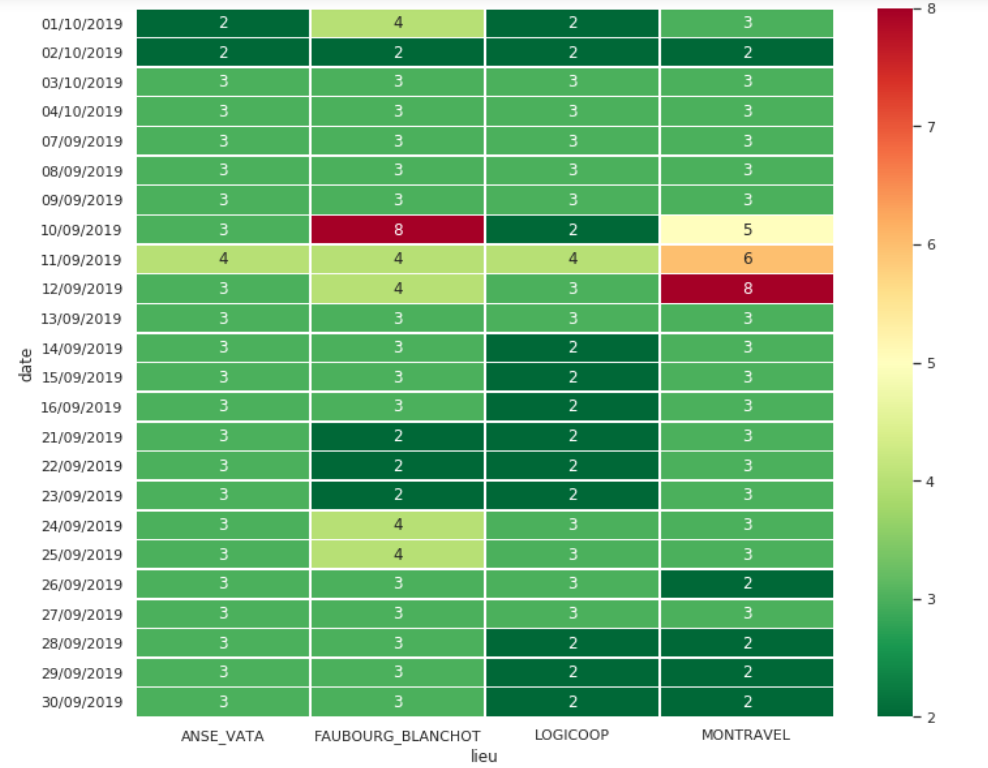 01/10/2019 2 4 2 3
02/10/2019 2 2 2 2
03/10/2019 3 3 3 3
04/10/2019 3 3 3 3
07/09/2019 3 3 3 3
08/09/2019 3 3 3 3
09/09/2019 3 3 3 3
10/09/2019 3 8 2 5
11/09/2019 4 4 4 6
12/09/2019 3 4 3 8
13/09/2019 3 3 3 3
14/09/2019 3 3 2 3
15/09/2019 3 3 2 3
16/09/2019 3 3 2 3
21/09/2019 3 2 2 3
22/09/2019 3 2 2 3
23/09/2019 3 2 2 3
24/09/2019 3 4 3 3
25/09/2019 3 4 3 3
26/09/2019 3 3 3 2
27/09/2019 3 3 3 3
28/09/2019 3 3 2 2
29/09/2019 3 3 2 2
30/09/2019 3 3 2 2
date
ANSE_VATA FAUBOURG_BLANCHOT LOGICOOP MONTRAVEL
lieu
8
7
6
5
4
3
2